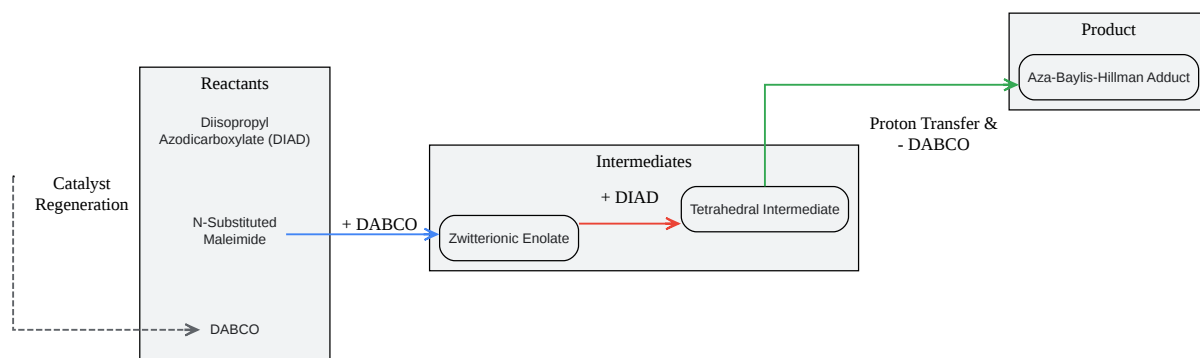 Product
Aza-Baylis-Hillman Adduct
Reactants
Diisopropyl
Azodicarboxylate (DIAD)
Proton Transfer &
- DABCO
Intermediates
Catalyst
Regeneration
+ DIAD
Tetrahedral Intermediate
N-Substituted
Maleimide
+ DABCO
Zwitterionic Enolate
DABCO